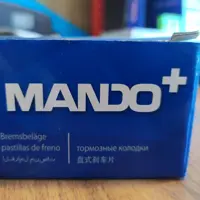 MANDO+
Bremsbeläge
pastillas de freno
тормозные колодки
盘式刹车片